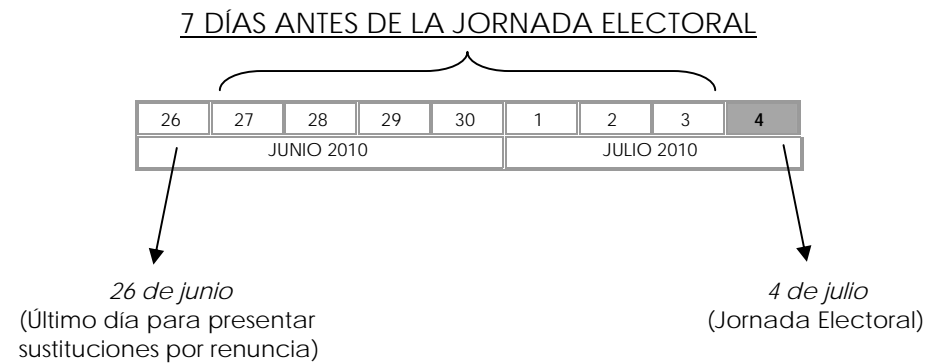 7 DÍAS ANTES DE LA JORNADA ELECTORAL
26 27 28 29 30 1 2 3 4
JUNIO 2010 JULIO 2010
26 de junio
(Último día para presentar
sustituciones por renuncia)
4 de julio
(Jornada Electoral)